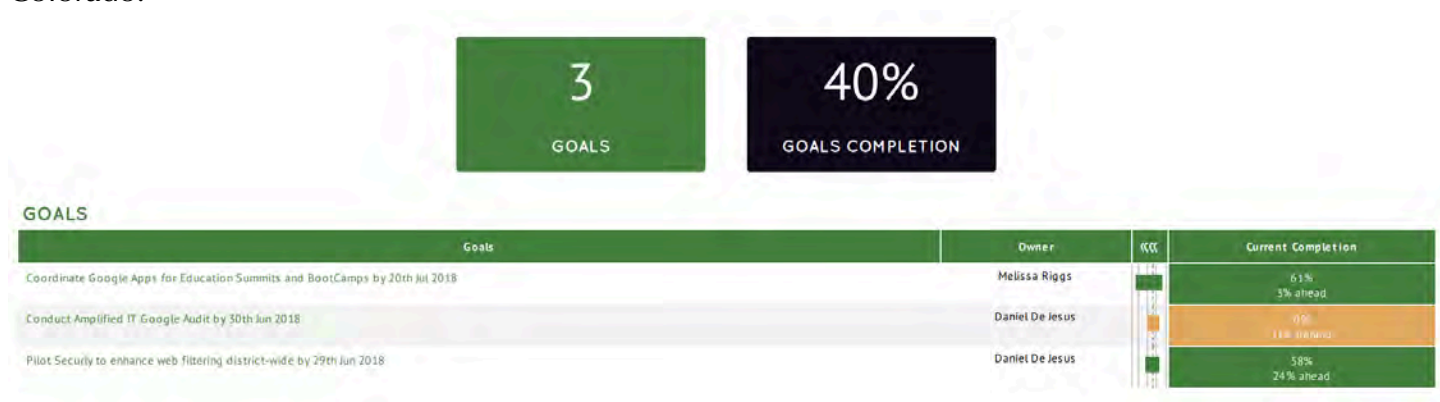 3
GOALS
40%
GOALS COMPLETION
GOALS
Goals Owner Current Completion
Coordinate Google Apps for Education Summits and BootCamps by 20th Jul 2018 Melissa Riggs 61%
3% ahead
Conduct Amplified IT Google Audit by 30th Jun 2018 Daniel De Jesus 0%
behind
Pilot Securly to enhance web filtering district-wide by 29th Jun 2018 Daniel De Jesus 58%
24% ahead